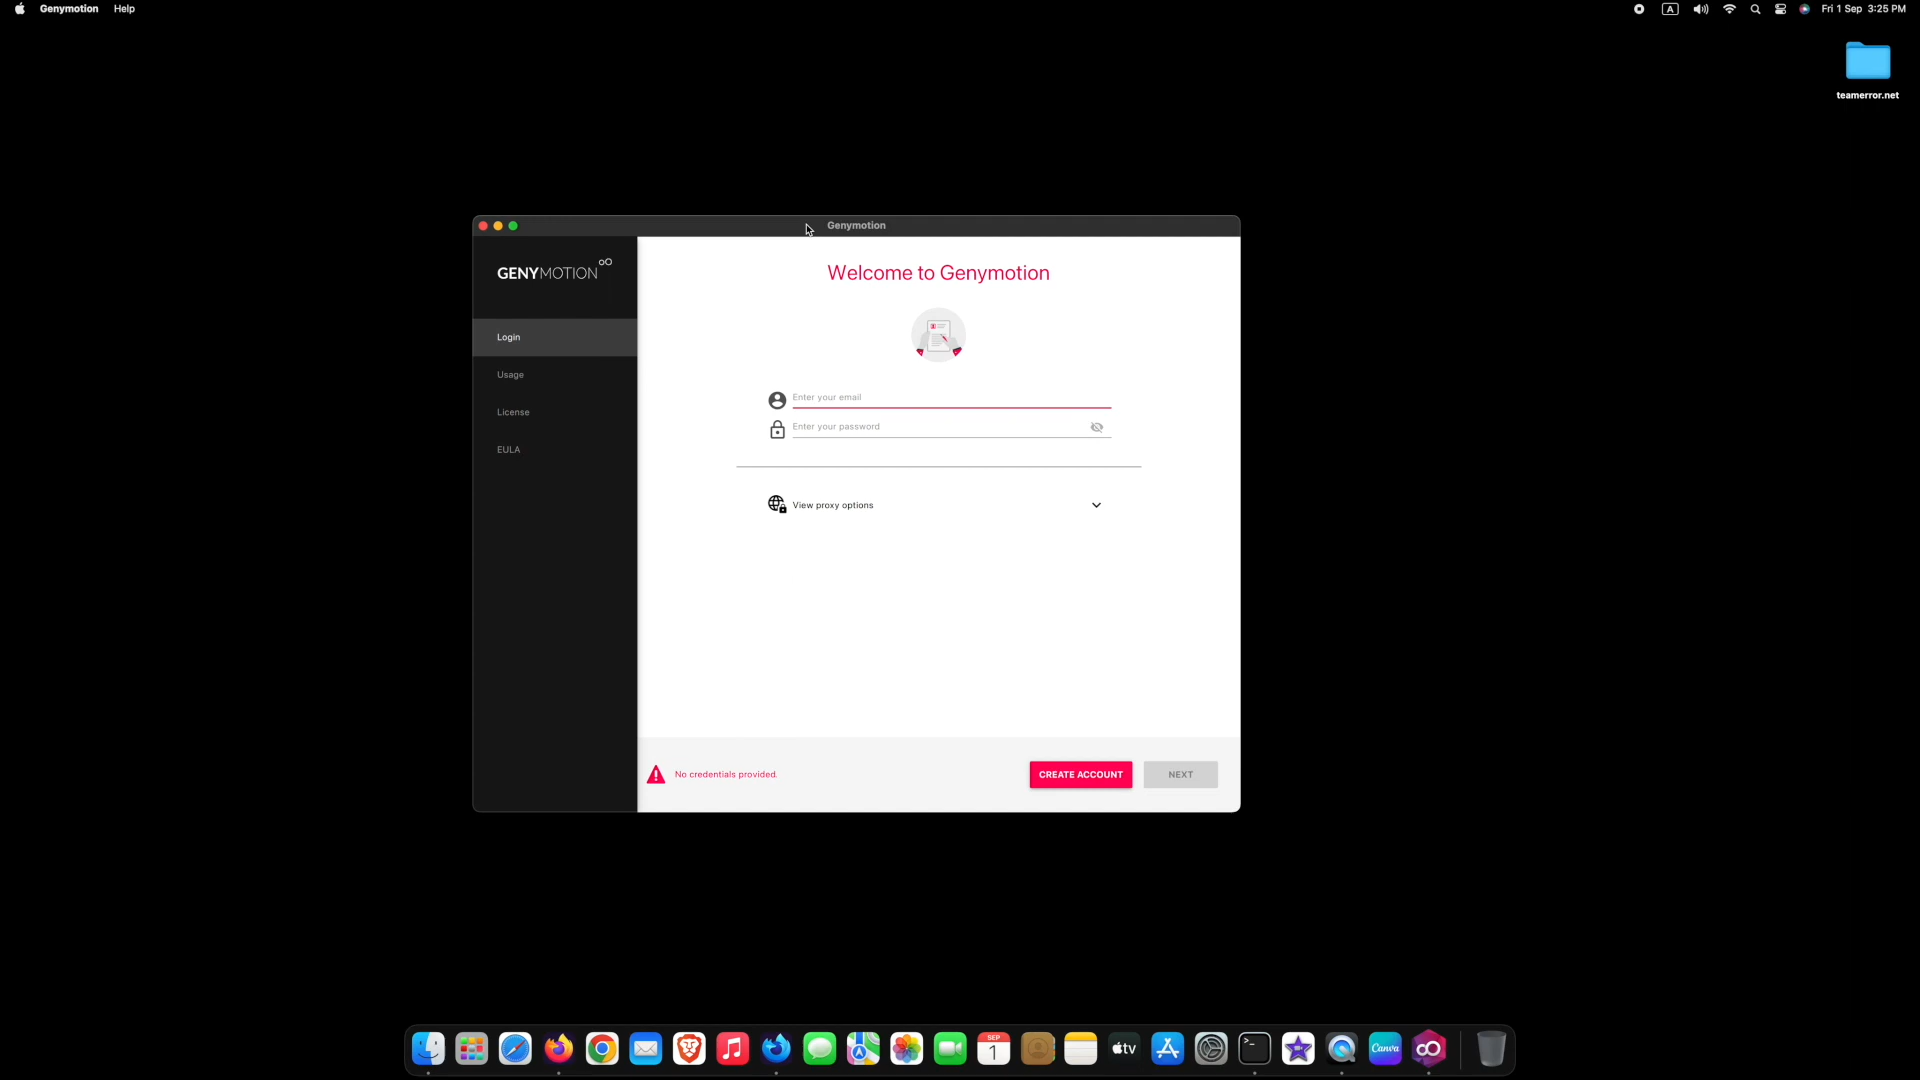 Genymotion Help
A
Fri 1 Sep 3:25 PM
teamerror.net
Genymotion
GENYMOTION
Welcome to Genymotion
Login
Usage
License
EULA
Enter your email
Enter your password
View proxy options
No credentials provided.
CREATE ACCOUNT
NEXT
SEP
1
tv
Canva